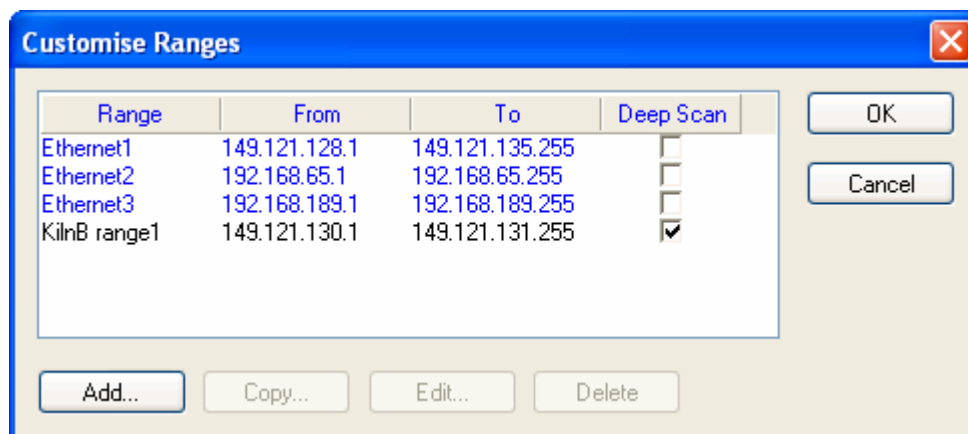 Customise Ranges
Range From To Deep Scan
Ethernet1 149.121.128.1 149.121.135.255
Ethernet2 192.168.65.1 192.168.65.255
Ethernet3 192.168.189.1 192.168.189.255
KilnB range1 149.121.130.1 149.121.131.255
OK
Cancel
Add... Copy... Edit... Delete